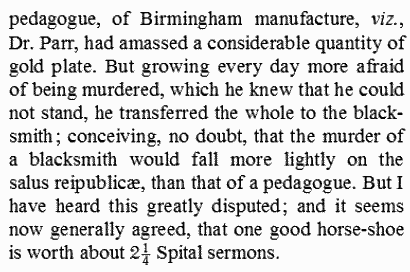 pedagogue, of Birmingham manufacture, viz.,
Dr. Parr, had amassed a considerable quantity of
gold plate. But growing every day more afraid
of being murdered, which he knew that he could
not stand, he transferred the whole to the black-
smith; conceiving, no doubt, that the murder of
a blacksmith would fall more lightly on the
salus reipublicæ, than that of a pedagogue. But I
have heard this greatly disputed; and it seems
now generally agreed, that one good horse-shoe
is worth about 2¼ Spital sermons.